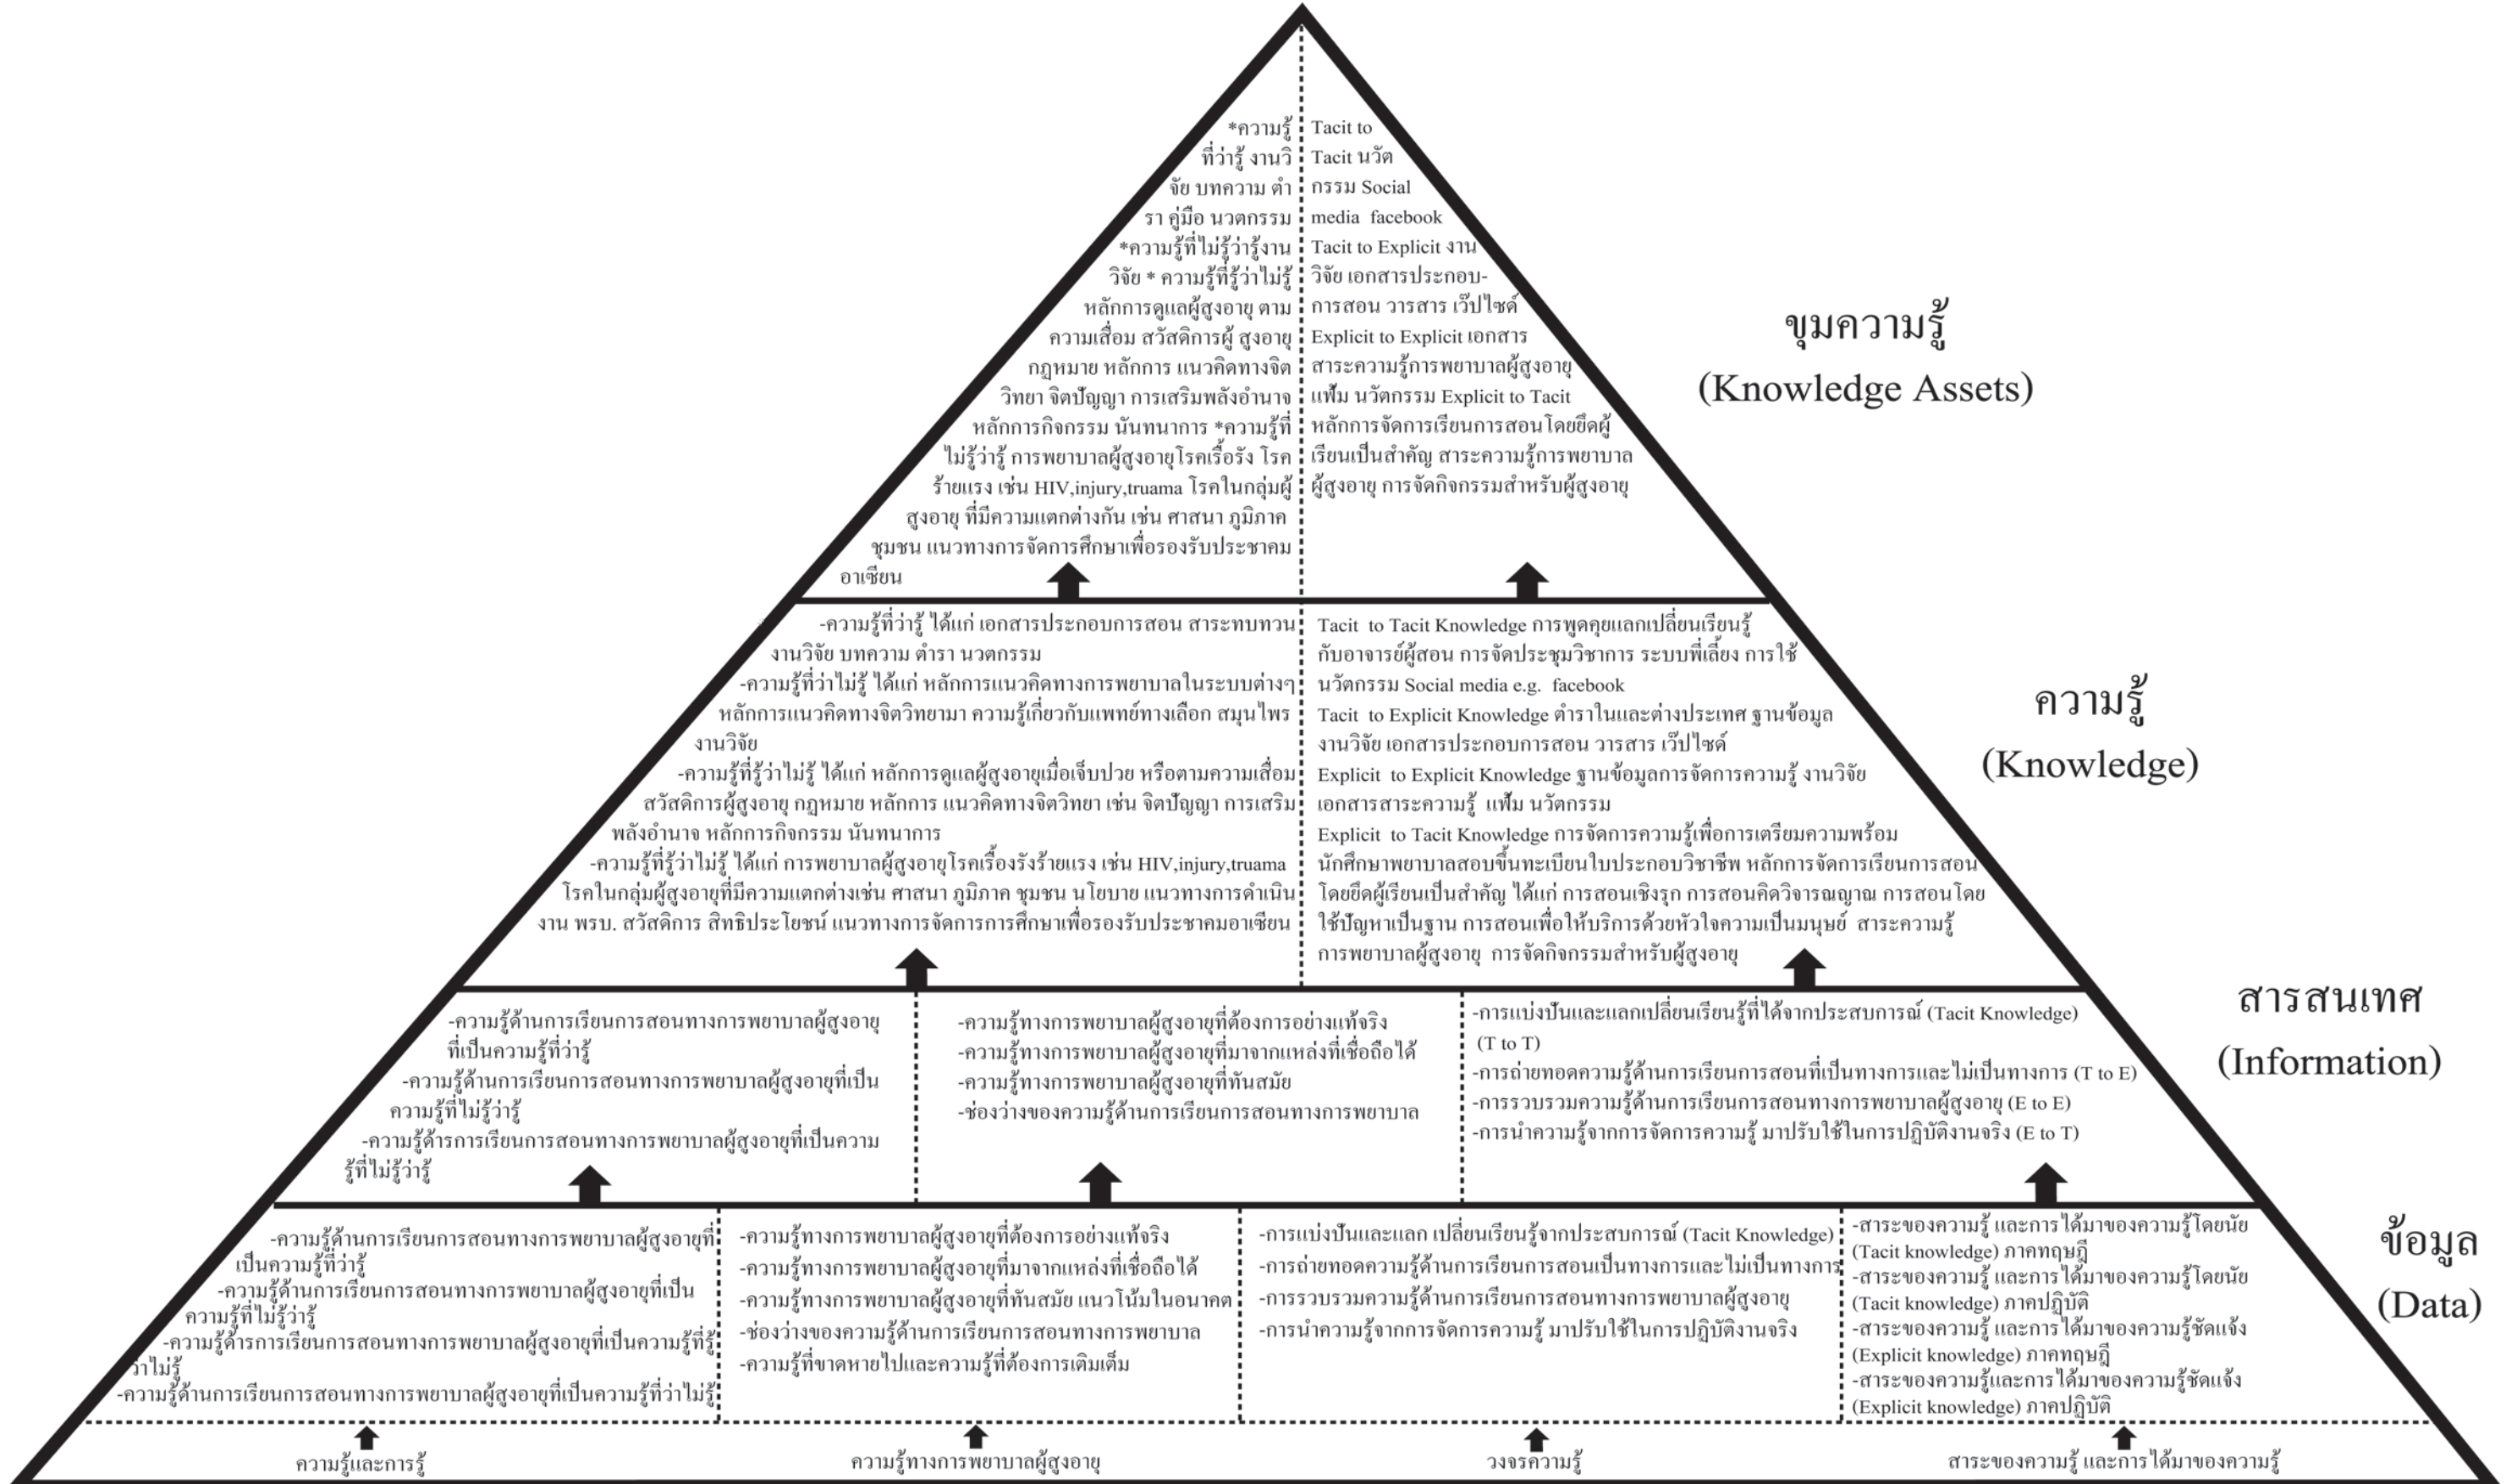 *ความรู้
ที่ว่ารู้ งานวิ
จัย บทความ ตำ
รา คู่มือ นวตกรรม
*ความรู้ที่ไม่รู้ว่ารู้งาน
วิจัย * ความรู้ที่รู้ว่าไม่รู้
หลักการดูแลผู้สูงอายุ ตาม
ความเสื่อม สวัสดิการผู้ สูงอายุ
กฏหมาย หลักการ แนวคิดทางจิต
วิทยา จิตปัญญา การเสริมพลังอำนาจ
หลักการกิจกรรม นันทนาการ *ความรู้ที่
ไม่รู้ว่ารู้ การพยาบาลผู้สูงอายุโรคเรื้อรัง โรค
ร้ายแรง เช่น HIV,injury,truama โรคในกลุ่มผู้
สูงอายุ ที่มีความแตกต่างกัน เช่น ศาสนา ภูมิภาค
ชุมชน แนวทางการจัดการศึกษาเพื่อรองรับประชาคม
อาเซียน
Tacit to
Tacit นวัต
กรรม Social
media facebook
Tacit to Explicit งาน
วิจัย เอกสารประกอบ-
การสอน วารสาร เว๊ปไซด์
Explicit to Explicit เอกสาร
สาระความรู้การพยาบาลผู้สูงอายุ
แฟ้ม นวัตกรรม Explicit to Tacit
หลักการจัดการเรียนการสอนโดยยึดผู้
เรียนเป็นสำคัญ สาระความรู้การพยาบาล
ผู้สูงอายุ การจัดกิจกรรมสำหรับผู้สูงอายุ
ขุมความรู้
(Knowledge Assets)
-ความรู้ที่ว่ารู้ ได้แก่ เอกสารประกอบการสอน สาระทบทวน
งานวิจัย บทความ ตำรา นวตกรรม
-ความรู้ที่ว่าไม่รู้ ได้แก่ หลักการแนวคิดทางการพยาบาลในระบบต่างๆ
หลักการแนวคิดทางจิตวิทยามา ความรู้เกี่ยวกับแพทย์ทางเลือก สมุนไพร
งานวิจัย
-ความรู้ที่รู้ว่าไม่รู้ ได้แก่ หลักการดูแลผู้สูงอายุเมื่อเจ็บป่วย หรือตามความเสื่อม
สวัสดิการผู้สูงอายุ กฏหมาย หลักการ แนวคิดทางจิตวิทยา เช่น จิตปัญญา การเสริม
พลังอำนาจ หลักการกิจกรรม นันทนาการ
-ความรู้ที่รู้ว่าไม่รู้ ได้แก่ การพยาบาลผู้สูงอายุโรคเรื่องรังร้ายแรง เช่น HIV,injury,truama
โรคในกลุ่มผู้สูงอายุที่มีความแตกต่างเช่น ศาสนา ภูมิภาค ชุมชน นโยบาย แนวทางการดำเนิน
งาน พรบ. สวัสดิการ สิทธิประโยชน์ แนวทางการจัดการการศึกษาเพื่อรองรับประชาคมอาเซียน
Tacit to Tacit Knowledge การพูดคุยแลกเปลี่ยนเรียนรู้
กับอาจารย์ผู้สอน การจัดประชุมวิชาการ ระบบพี่เลี้ยง การใช้
นวัตกรรม Social media e.g. facebook
Tacit to Explicit Knowledge ตำราในและต่างประเทศ ฐานข้อมูล
งานวิจัย เอกสารประกอบการสอน วารสาร เว๊ปไซด์
Explicit to Explicit Knowledge ฐานข้อมูลการจัดการความรู้ งานวิจัย
เอกสารสาระความรู้ แฟ้ม นวัตกรรม
Explicit to Tacit Knowledge การจัดการความรู้เพื่อการเตรียมความพร้อม
นักศึกษาพยาบาลสอบขึ้นทะเบียนใบประกอบวิชาชีพ หลักการจัดการเรียนการสอน
โดยยึดผู้เรียนเป็นสำคัญ ได้แก่ การสอนเชิงรุก การสอนคิดวิจารณญาณ การสอนโดย
ใช้ปัญหาเป็นฐาน การสอนเพื่อให้บริการด้วยหัวใจความเป็นมนุษย์ สาระความรู้
การพยาบาลผู้สูงอายุ การจัดกิจกรรมสำหรับผู้สูงอายุ
ความรู้
(Knowledge)
-ความรู้ด้านการเรียนการสอนทางการพยาบาลผู้สูงอายุ
ที่เป็นความรู้ที่ว่ารู้
-ความรู้ด้านการเรียนการสอนทางการพยาบาลผู้สูงอายุที่เป็น
ความรู้ที่ไม่รู้ว่ารู้
-ความรู้ด้ารการเรียนการสอนทางการพยาบาลผู้สูงอายุที่เป็นความ
รู้ที่ไม่รู้ว่ารู้
-ความรู้ทางการพยาบาลผู้สูงอายุที่ต้องการอย่างแท้จริง
-ความรู้ทางการพยาบาลผู้สูงอายุที่มาจากแหล่งที่เชื่อถือได้
-ความรู้ทางการพยาบาลผู้สูงอายุที่ทันสมัย
-ช่องว่างของความรู้ด้านการเรียนการสอนทางการพยาบาล
-การแบ่งปันและแลกเปลี่ยนเรียนรู้ที่ได้จากประสบการณ์ (Tacit Knowledge)
(T to T)
-การถ่ายทอดความรู้ด้านการเรียนการสอนที่เป็นทางการและไม่เป็นทางการ (T to E)
-การรวบรวมความรู้ด้านการเรียนการสอนทางการพยาบาลผู้สูงอายุ (E to E)
-การนำความรู้จากการจัดการความรู้ มาปรับใช้ในการปฏิบัติงานจริง (E to T)
สารสนเทศ
(Information)
-ความรู้ด้านการเรียนการสอนทางการพยาบาลผู้สูงอายุที่
เป็นความรู้ที่ว่ารู้
-ความรู้ด้านการเรียนการสอนทางการพยาบาลผู้สูงอายุที่เป็น
ความรู้ที่ไม่รู้ว่ารู้
-ความรู้ด้ารการเรียนการสอนทางการพยาบาลผู้สูงอายุที่เป็นความรู้ที่รู้
ว่าไม่รู้
-ความรู้ด้านการเรียนการสอนทางการพยาบาลผู้สูงอายุที่เป็นความรู้ที่ว่าไม่รู้
-ความรู้ทางการพยาบาลผู้สูงอายุที่ต้องการอย่างแท้จริง
-ความรู้ทางการพยาบาลผู้สูงอายุที่มาจากแหล่งที่เชื่อถือได้
-ความรู้ทางการพยาบาลผู้สูงอายุที่ทันสมัย แนวโน้มในอนาคต
-ช่องว่างของความรู้ด้านการเรียนการสอนทางการพยาบาล
-ความรู้ที่ขาดหายไปและความรู้ที่ต้องการเติมเต็ม
-การแบ่งปันและแลก เปลี่ยนเรียนรู้จากประสบการณ์ (Tacit Knowledge)
-การถ่ายทอดความรู้ด้านการเรียนการสอนเป็นทางการและไม่เป็นทางการ
-การรวบรวมความรู้ด้านการเรียนการสอนทางการพยาบาลผู้สูงอายุ
-การนำความรู้จากการจัดการความรู้ มาปรับใช้ในการปฏิบัติงานจริง
-สาระของความรู้ และการได้มาของความรู้โดยนัย
(Tacit knowledge) ภาคทฤษฎี
-สาระของความรู้ และการได้มาของความรู้โดยนัย
(Tacit knowledge) ภาคปฏิบัติ
-สาระของความรู้ และการได้มาของความรู้ชัดแจ้ง
(Explicit knowledge) ภาคทฤษฎี
-สาระของความรู้และการได้มาของความรู้ชัดแจ้ง
(Explicit knowledge) ภาคปฏิบัติ
ข้อมูล
(Data)
ความรู้และการรู้
ความรู้ทางการพยาบาลผู้สูงอายุ
วงจรความรู้
สาระของความรู้ และการได้มาของความรู้